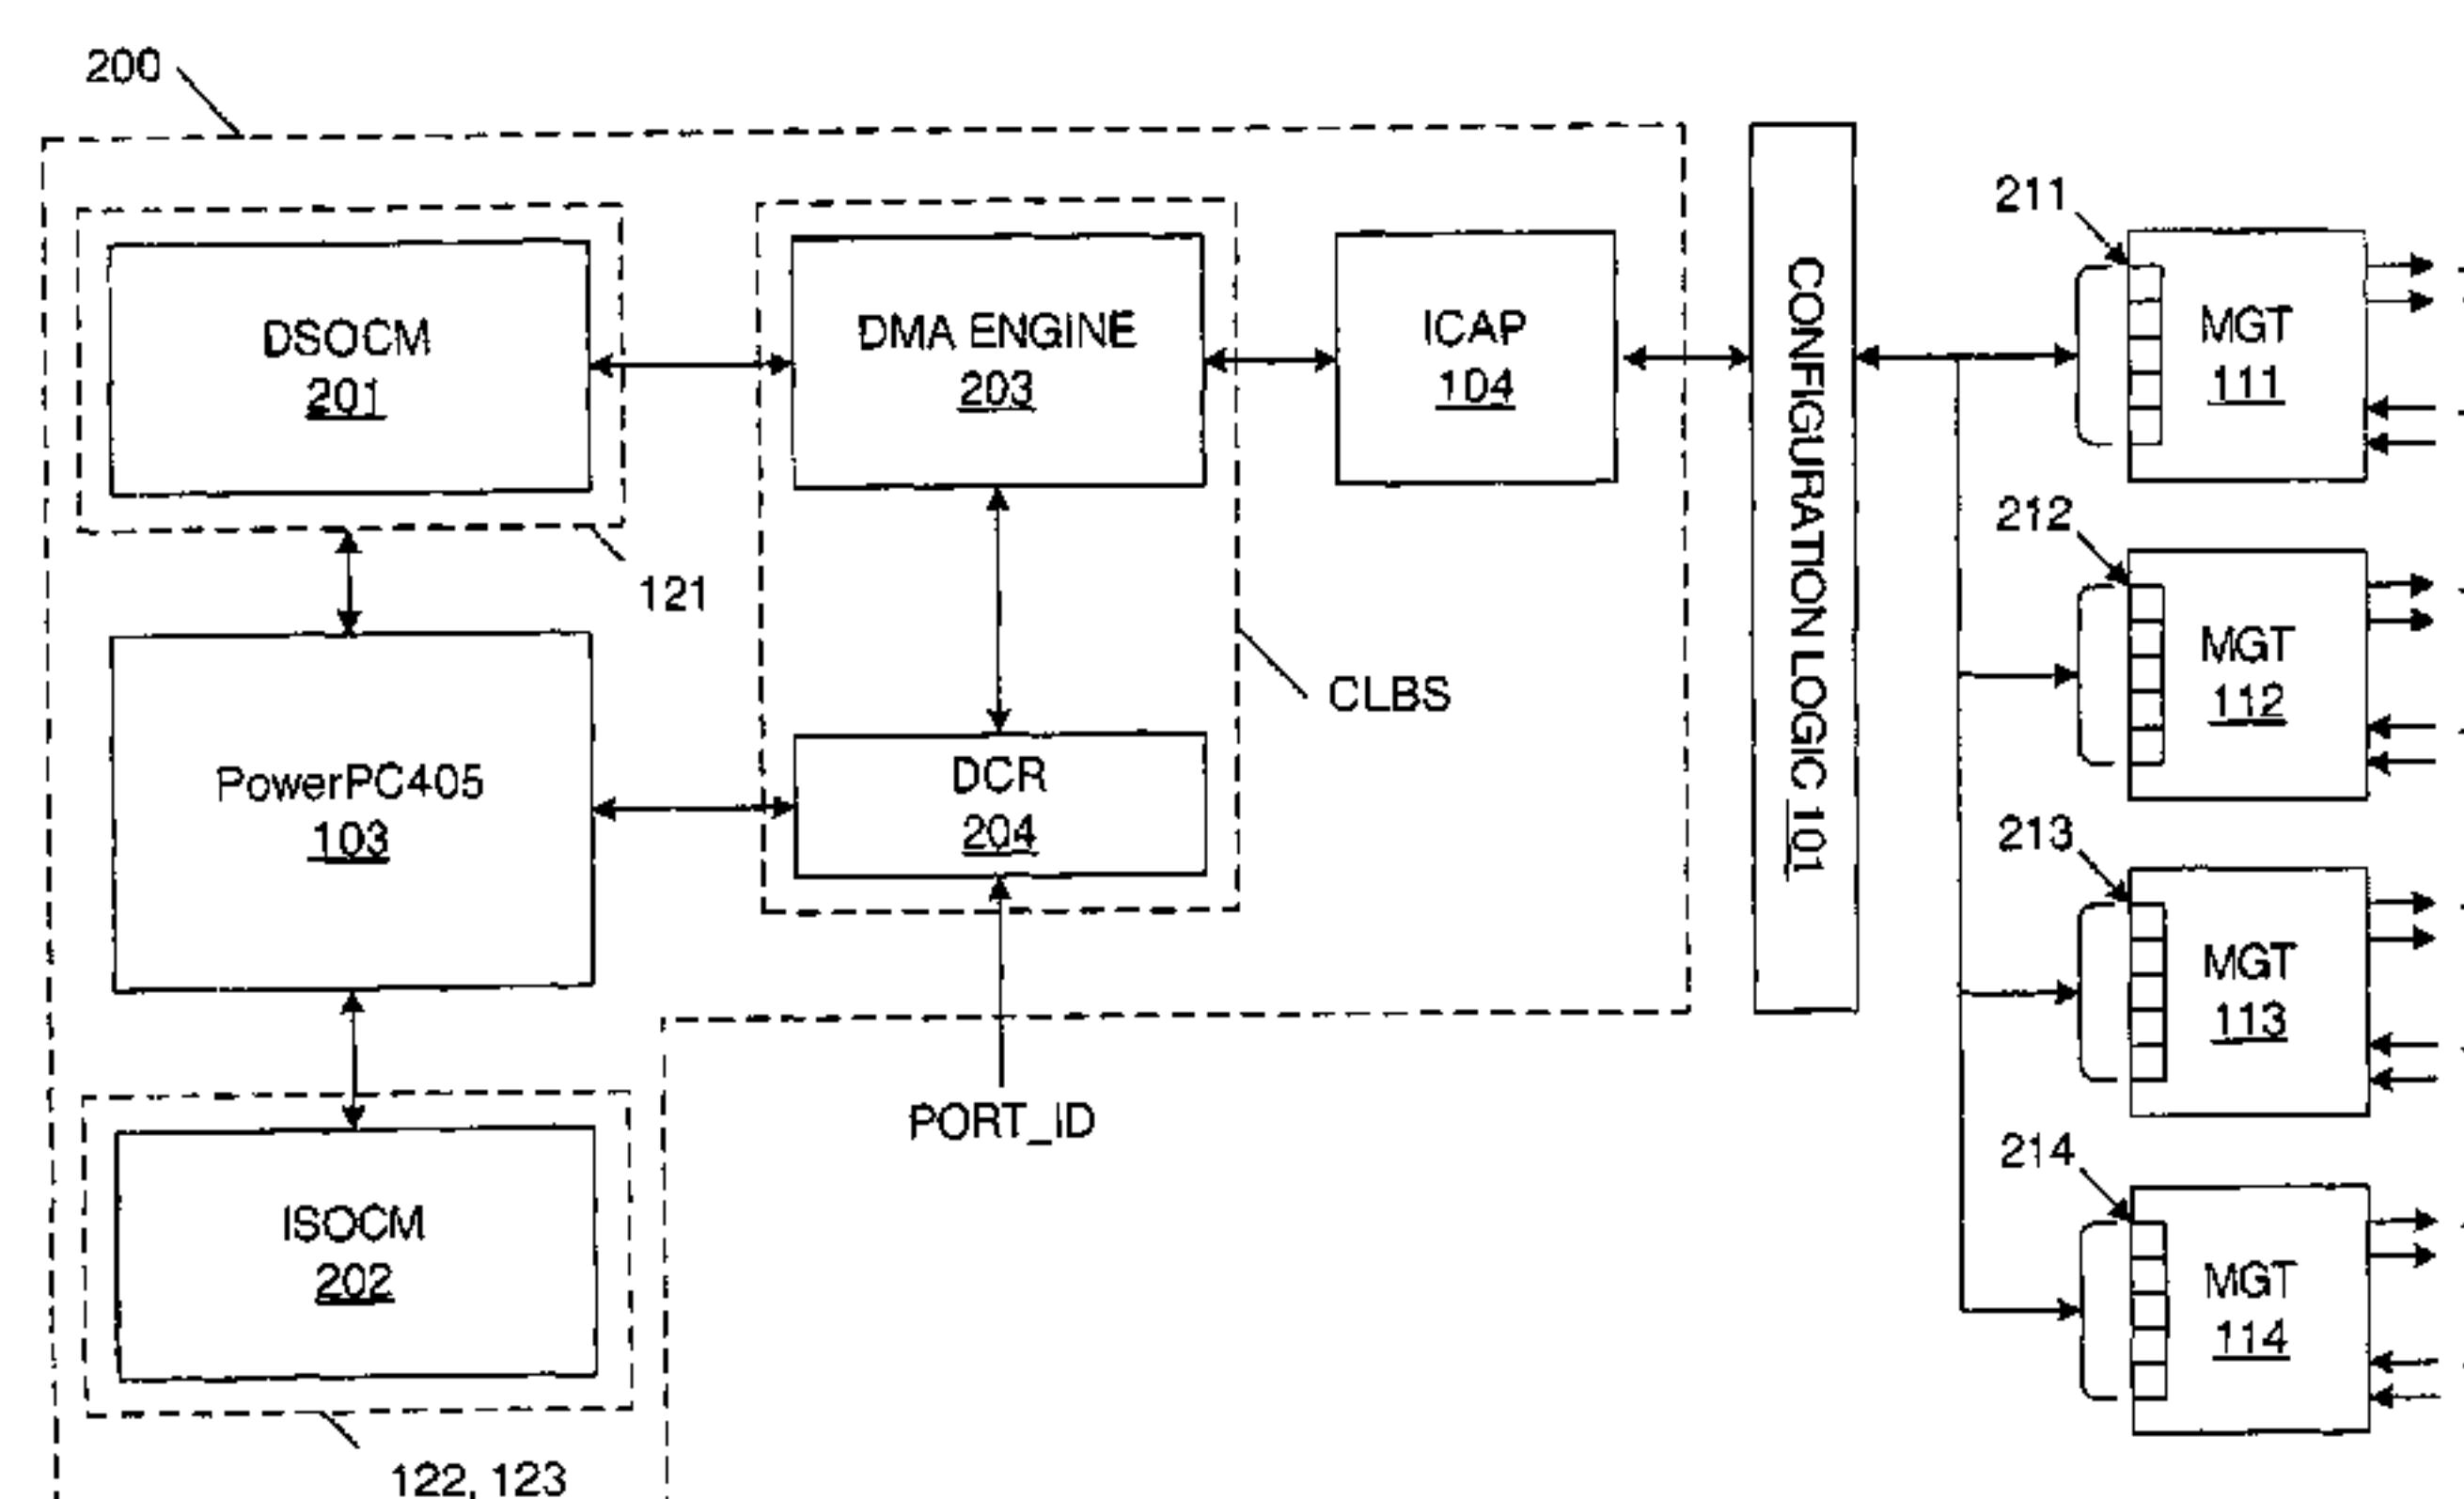 200
DSOCM
201
121
PowerPC405
103
ISOCM
202
122, 123
DMA ENGINE
203
DCR
204
CLBS
PORT_ID
ICAP
104
CONFIGURATION LOGIC 101
211
MGT
111
212
MGT
112
213
MGT
113
214
MGT
114